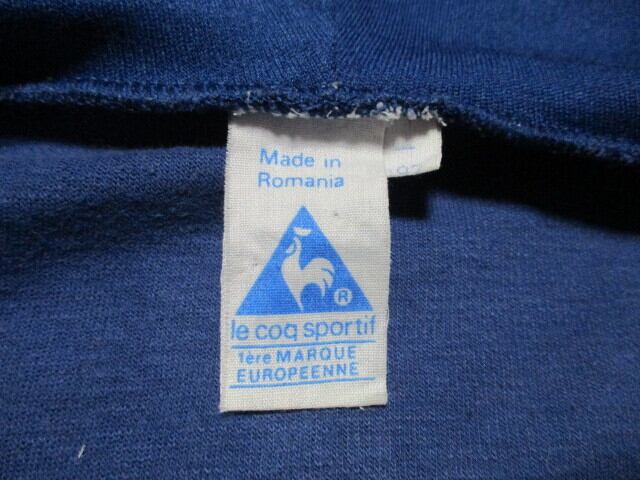 Made in
Romania
®
le coq sportif
1ère MARQUE
EUROPEENNE